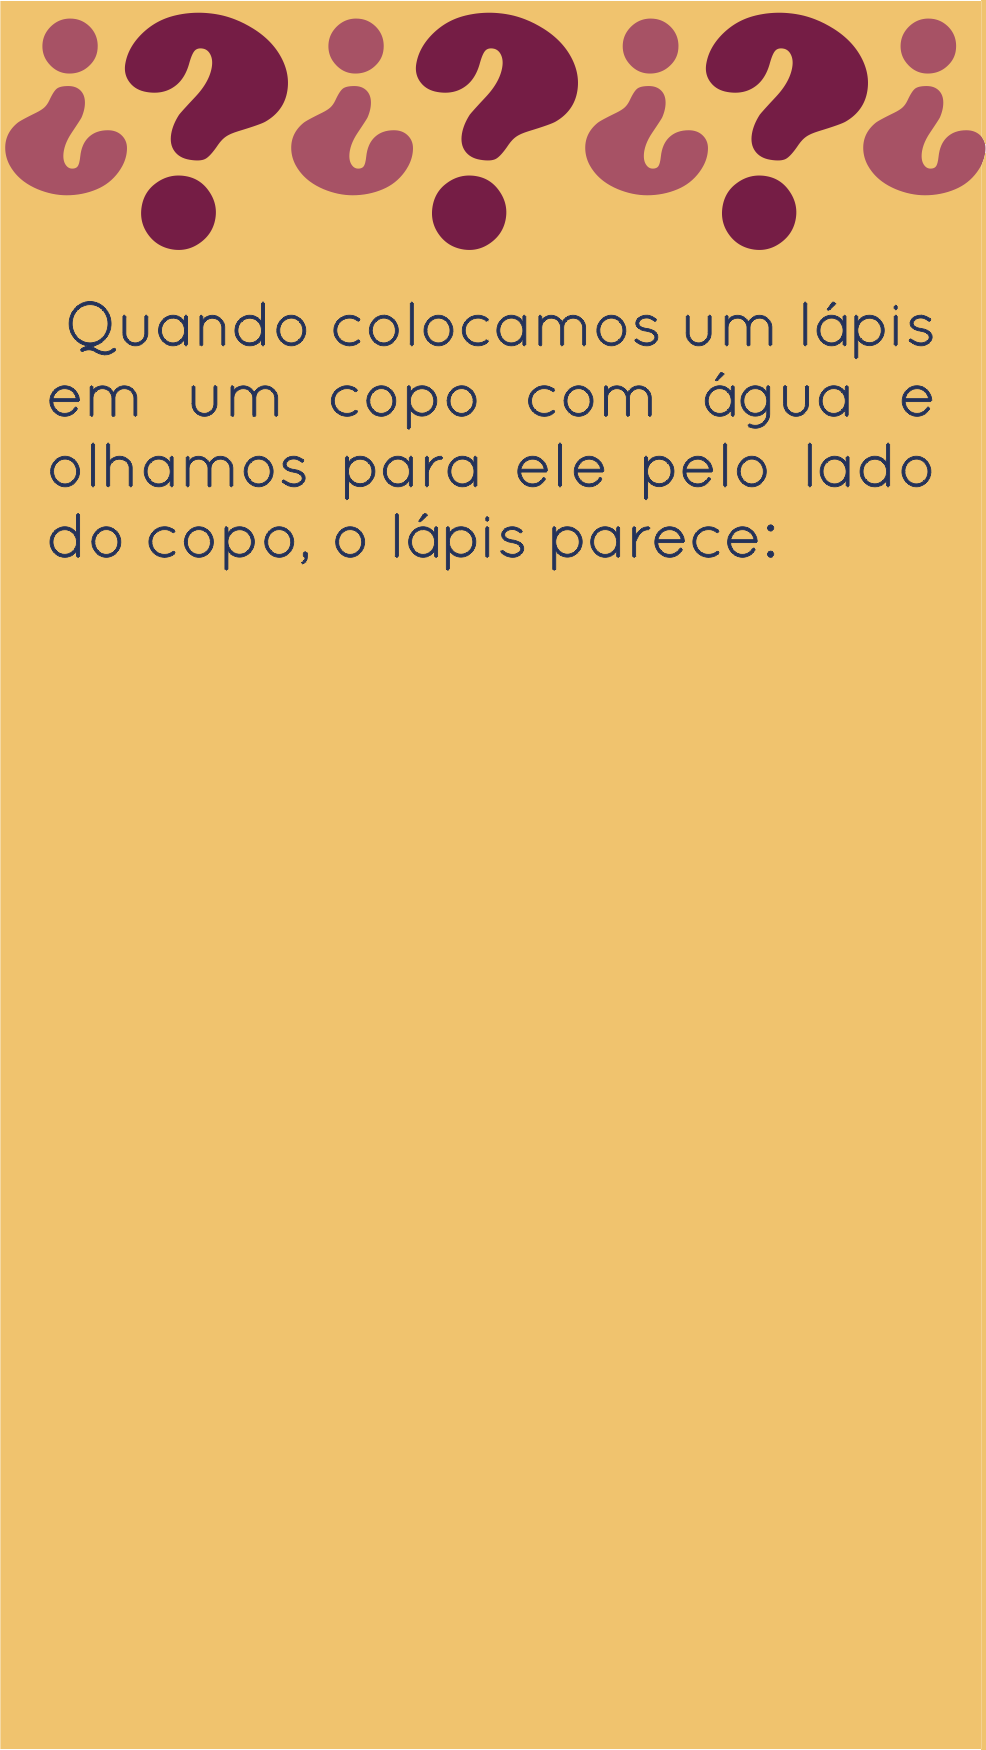 ¿?¿?¿?¿
Quando colocamos um lápis
em um copo com água e
olhamos para ele pelo lado
do copo, o lápis parece: